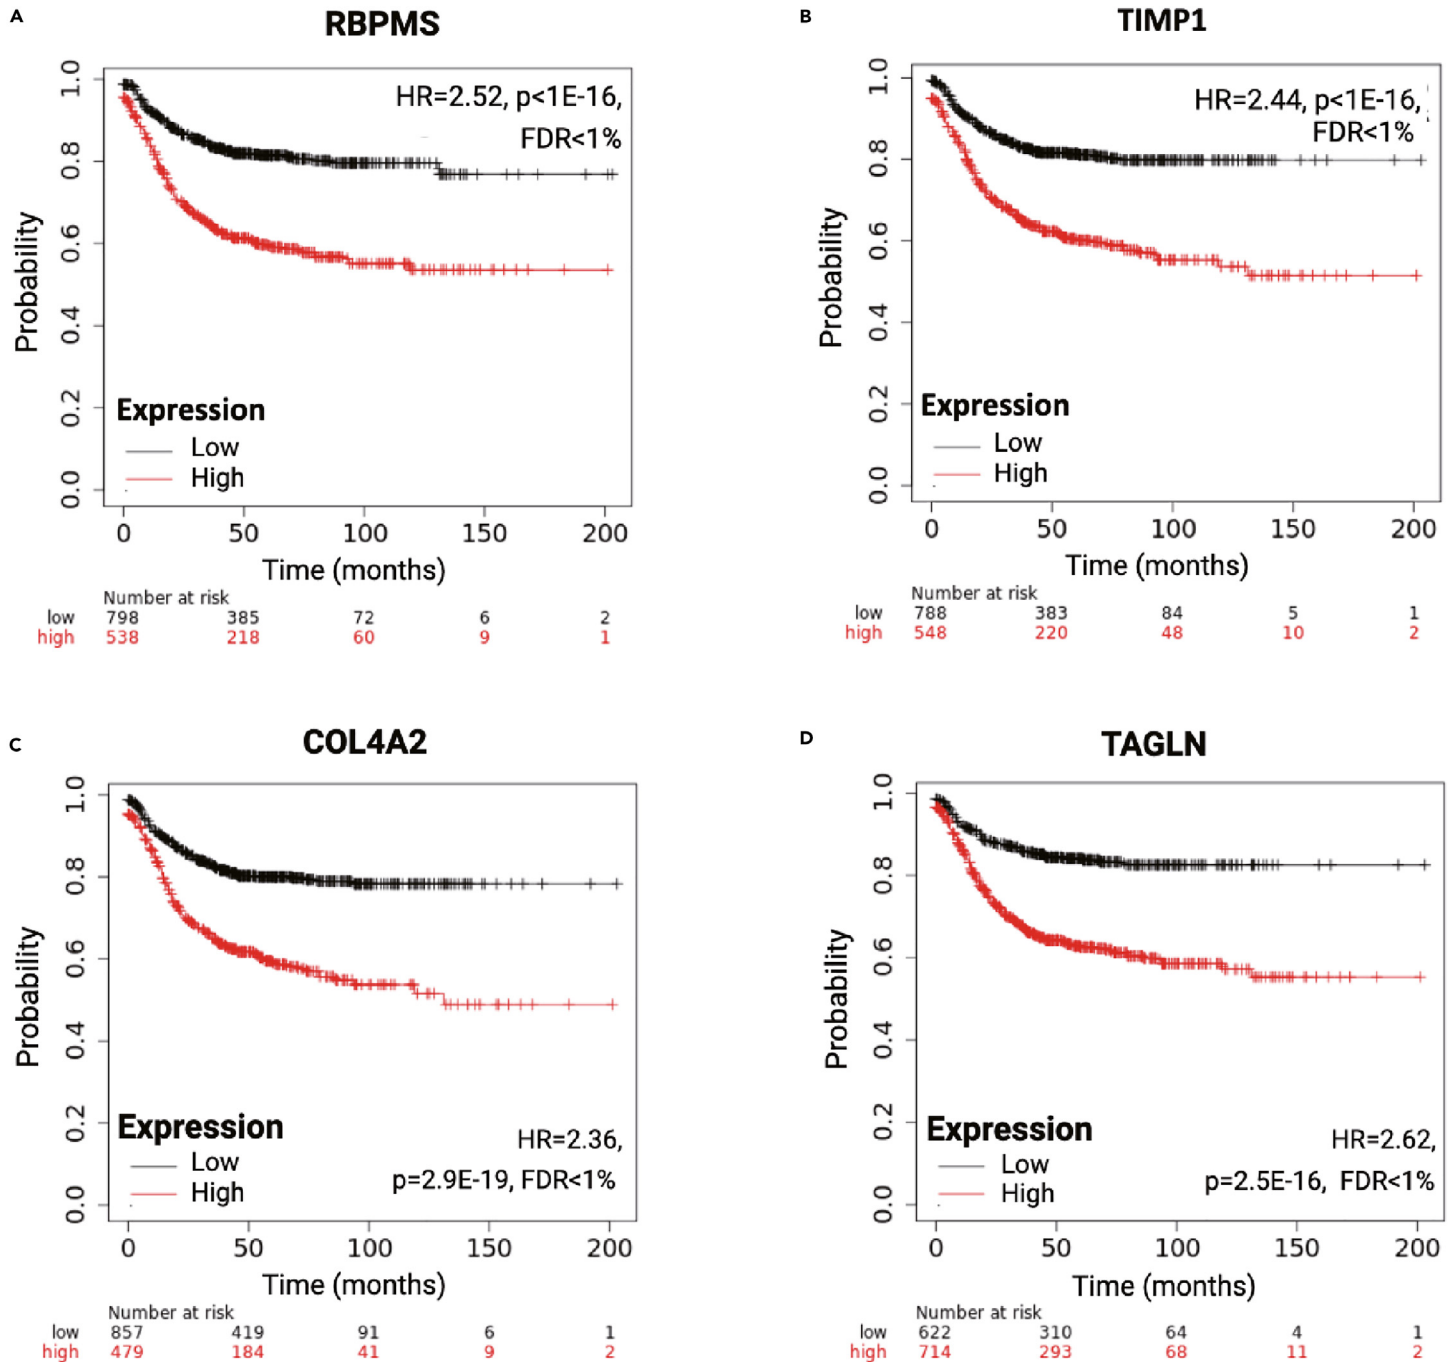 A
RBPMS
HR=2.52, p<1E-16,
FDR<1%
Probability
1.0
0.8
0.6
0.4
0.2
0.0
Expression
Low
High
0 50 100 150 200
Time (months)
Number at risk
low 798 385 72 6 2
high 538 218 60 9 1
B
TIMP1
HR=2.44, p<1E-16,
FDR<1%
Probability
1.0
0.8
0.6
0.4
0.2
0.0
Expression
Low
High
0 50 100 150 200
Time (months)
Number at risk
low 788 383 84 5 1
high 548 220 48 10 2
C
COL4A2
Probability
1.0
0.8
0.6
0.4
0.2
0.0
Expression
Low
High
HR=2.36,
p=2.9E-19, FDR<1%
0 50 100 150 200
Time (months)
Number at risk
low 857 419 91 6 1
high 479 184 41 9 2
D
TAGLN
Probability
1.0
0.8
0.6
0.4
0.2
0.0
Expression
Low
High
HR=2.62,
p=2.5E-16, FDR<1%
0 50 100 150 200
Time (months)
Number at risk
low 622 310 64 4 1
high 714 293 68 11 2